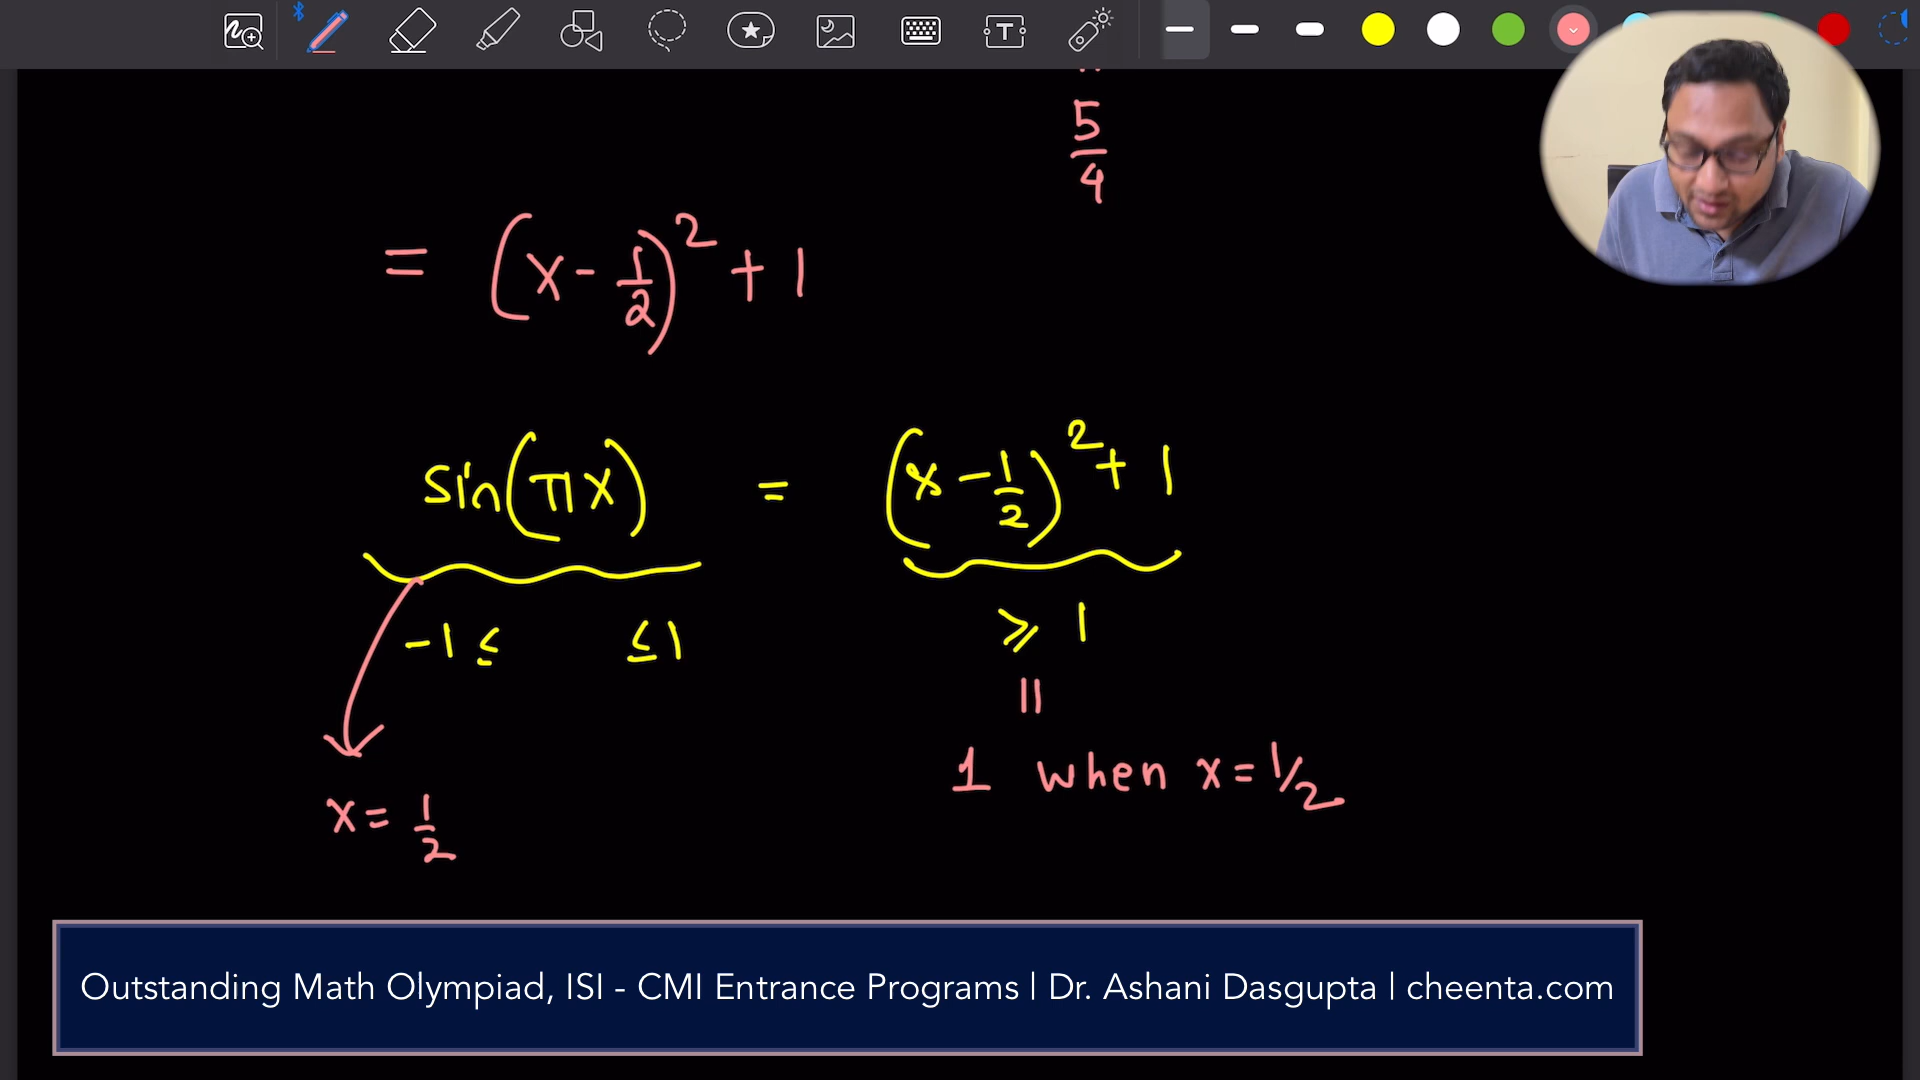 5/4
= (x - 1/2)² + 1
sin(πx) = (x - 1/2)² + 1
-1 ≤ ≤ 1 ⩾ 1
||
1 when x = 1/2
x = 1/2
Outstanding Math Olympiad, ISI - CMI Entrance Programs | Dr. Ashani Dasgupta | cheenta.com